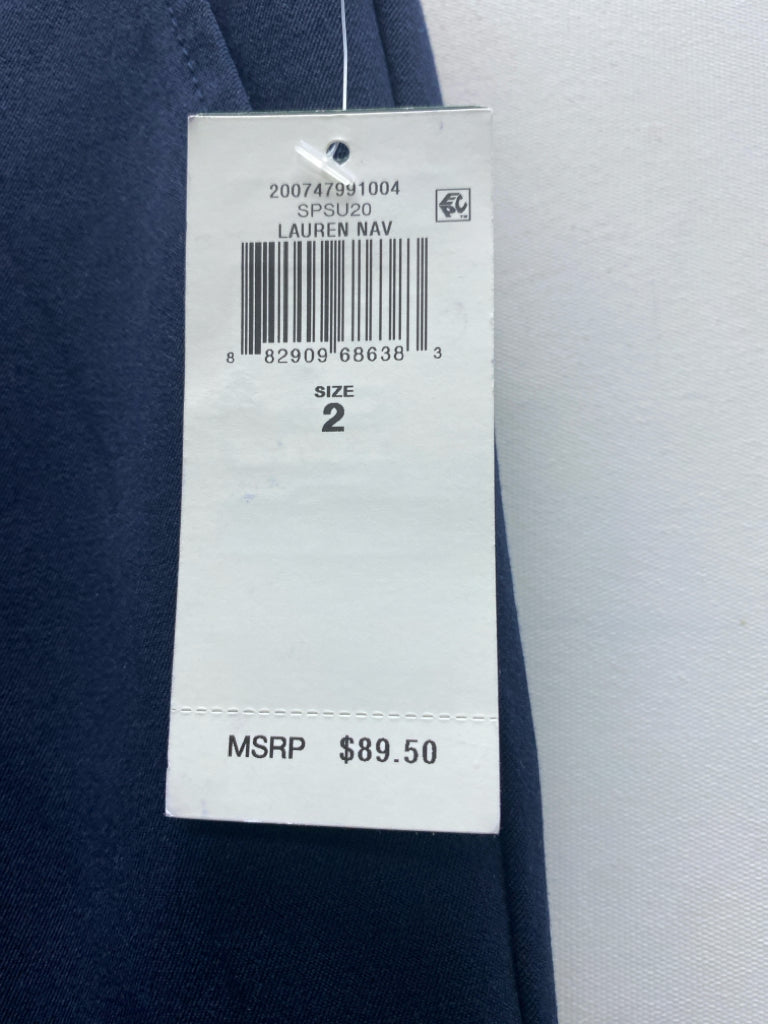 200747991004
SPSU20
LAUREN NAV
8 82909 68638 3
SIZE
2
MSRP $89.50